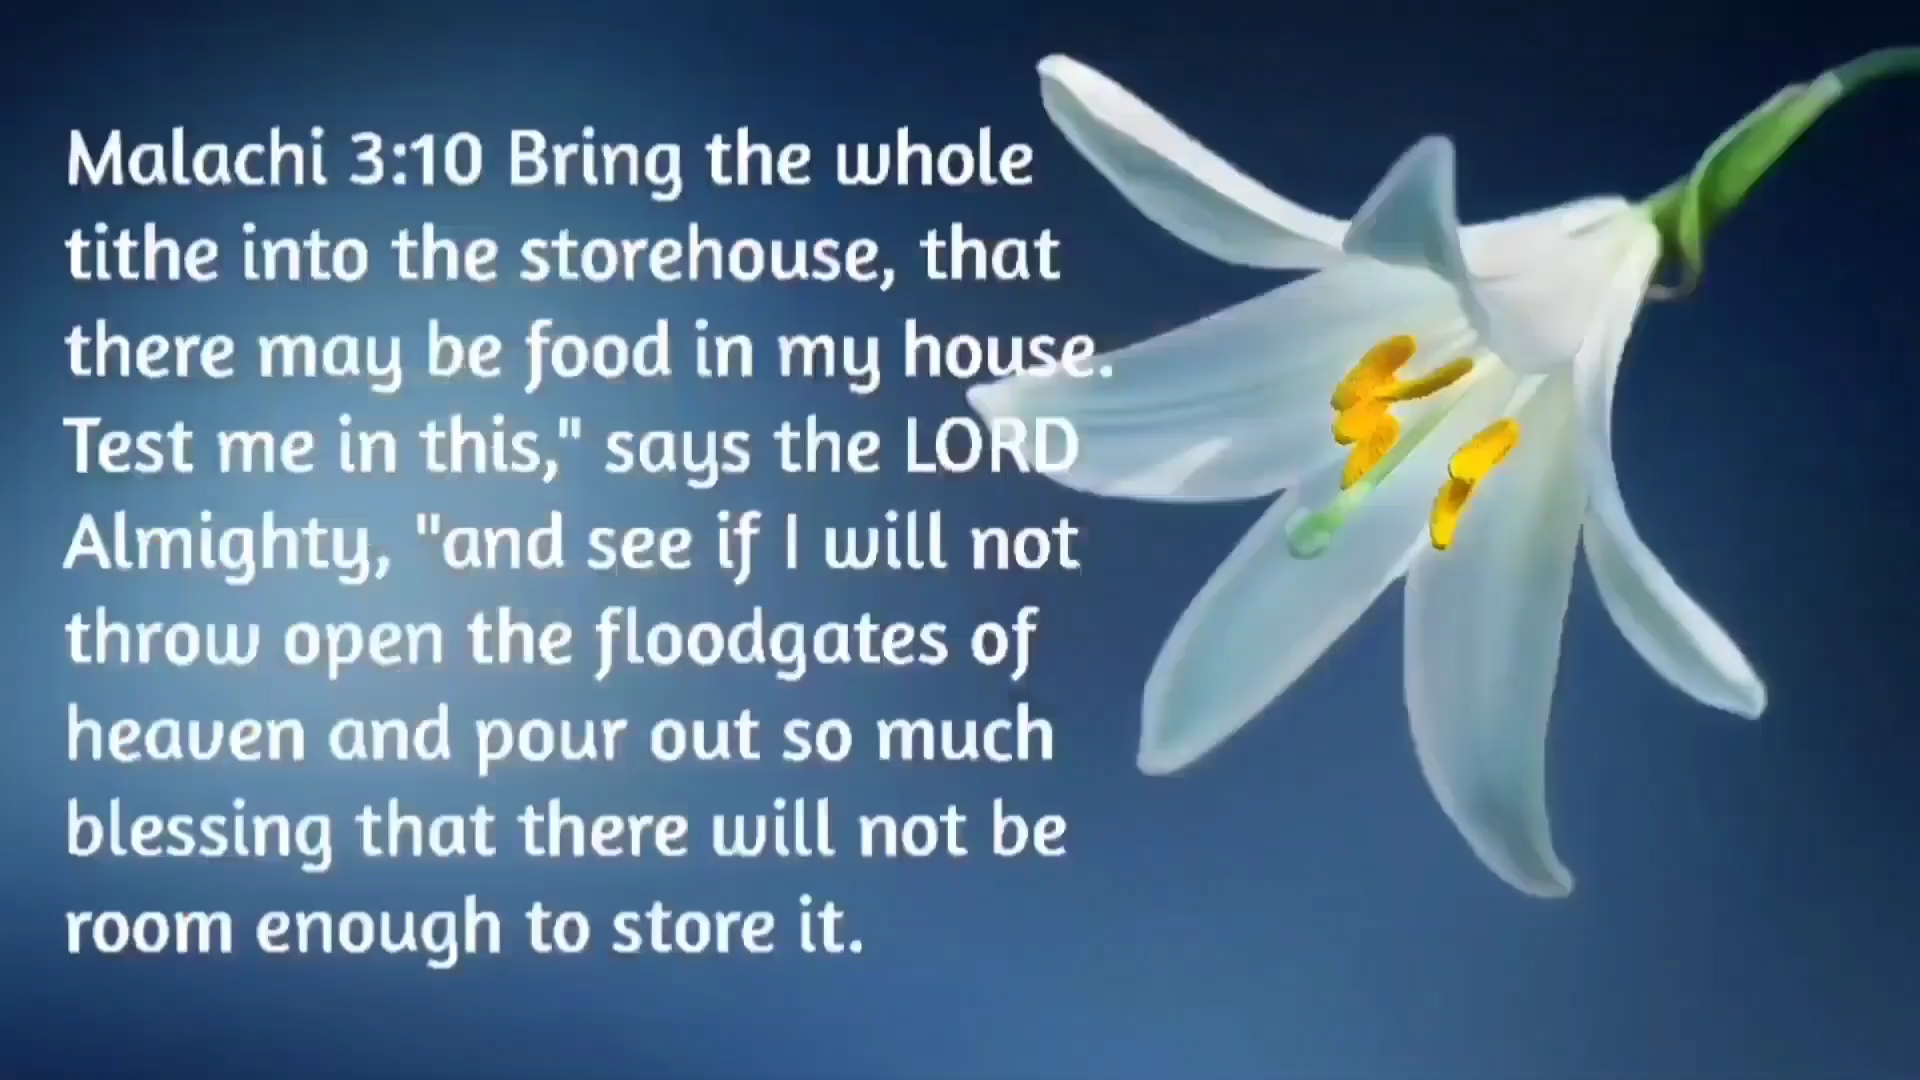 Malachi 3:10 Bring the whole
tithe into the storehouse, that
there may be food in my house.
Test me in this," says the LORD
Almighty, "and see if I will not
throw open the floodgates of
heaven and pour out so much
blessing that there will not be
room enough to store it.